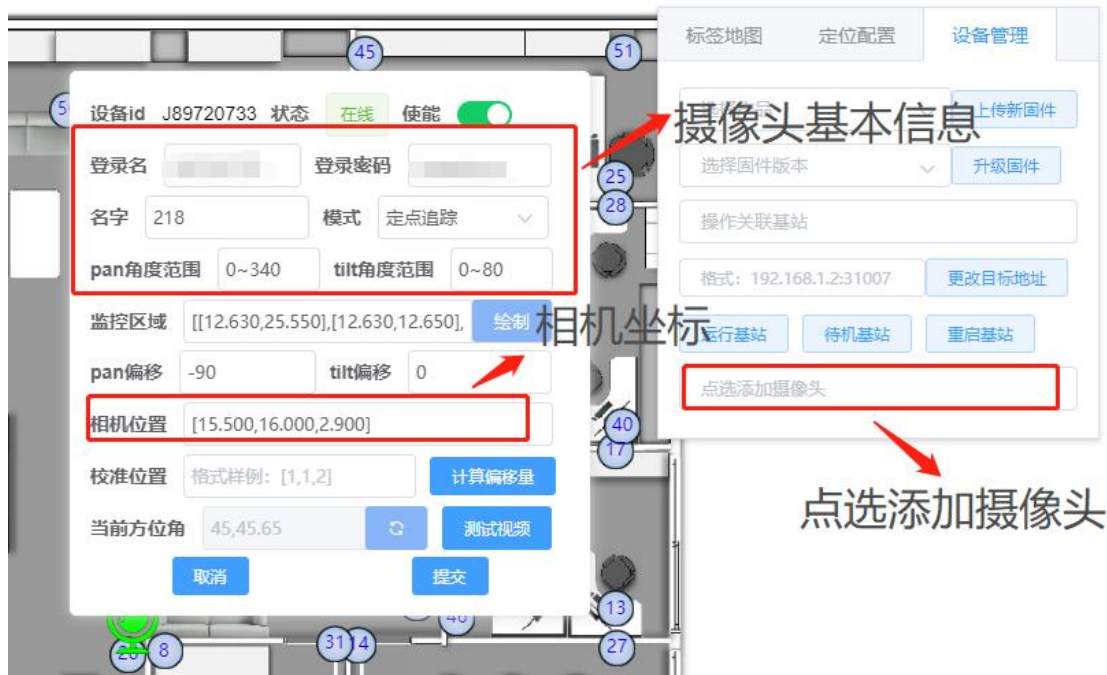 45
51
标签地图 定位配置 设备管理
设备id J89720733 状态 在线 使能
摄像头基本信息
上传新固件
登录名 登录密码
选择固件版本 升级固件
25
名字 218 模式 定点追踪
28
操作关联基站
pan角度范围 0~340 tilt角度范围 0~80
格式：192.168.1.2:31007 更改目标地址
监控区域 [[12.630,25.550],[12.630,12.650], 绘制
相机坐标
运行基站 待机基站 重启基站
pan偏移 -90 tilt偏移 0
点选添加摄像头
相机位置 [15.500,16.000,2.900]
40
17
校准位置 格式样例：[1,1,2] 计算偏移量
点选添加摄像头
当前方位角 45,45.65 测试视频
取消 提交
13
8
31 14
27